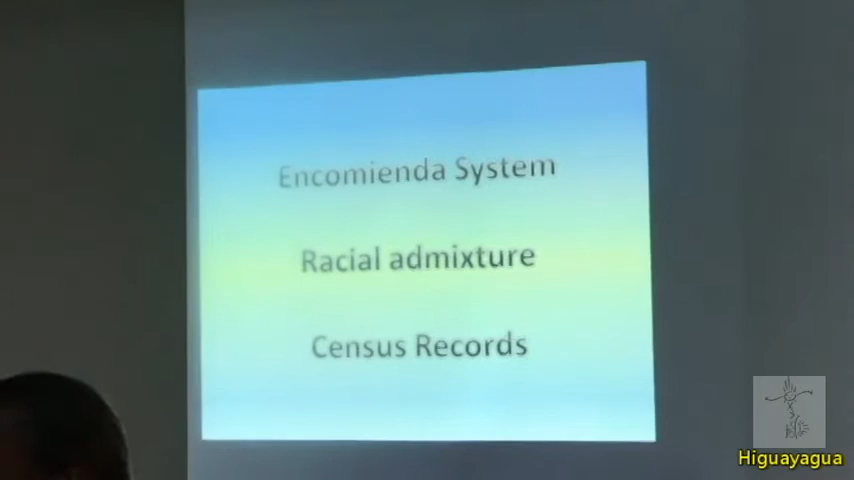 Encomienda System
Racial admixture
Census Records
Higuayagua